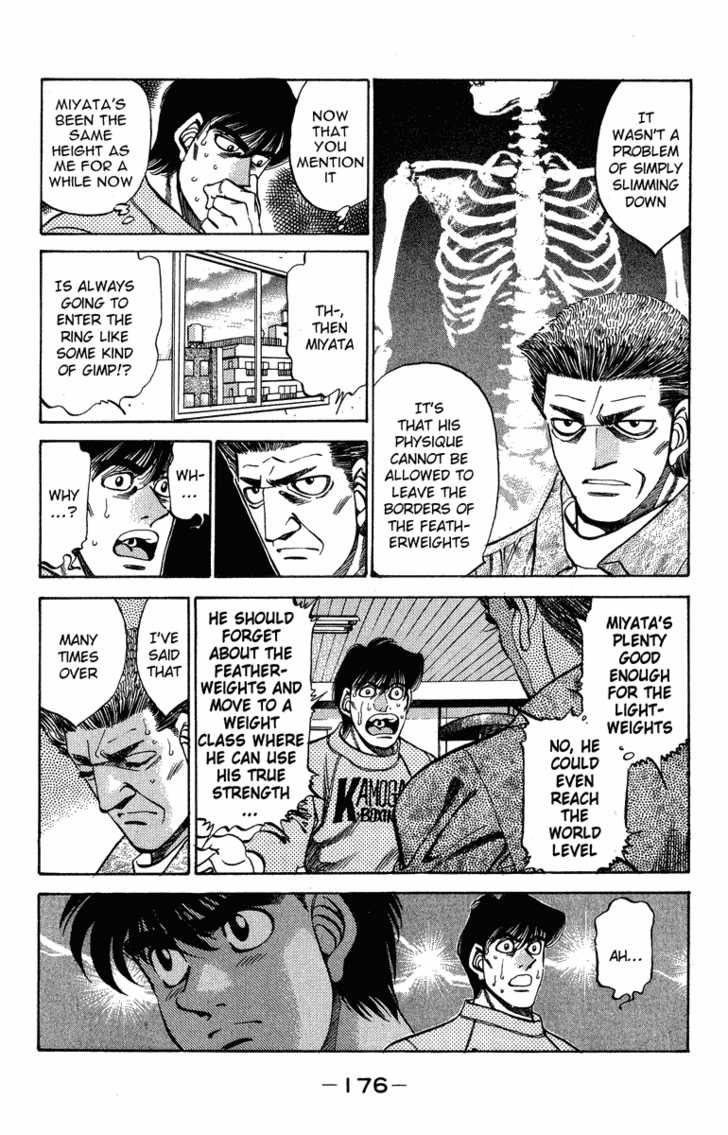 IT
WASN'T A
PROBLEM
OF SIMPLY
SLIMMING
DOWN
IT'S
THAT HIS
PHYSIQUE
CANNOT BE
ALLOWED TO
LEAVE THE
BORDERS OF
THE FEATH-
ERWEIGHTS
NOW
THAT
YOU
MENTION
IT
MIYATA'S
BEEN THE
SAME
HEIGHT AS
ME FOR A
WHILE NOW
TH-,
THEN
MIYATA
IS ALWAYS
GOING TO
ENTER THE
RING LIKE
SOME KIND
OF GIMP!?
WH-
...
WHY
...?
MIYATA'S
PLENTY
GOOD
ENOUGH
FOR THE
LIGHT-
WEIGHTS
NO, HE
COULD
EVEN
REACH
THE
WORLD
LEVEL
HE SHOULD
FORGET
ABOUT THE
FEATHER-
WEIGHTS AND
MOVE TO A
WEIGHT
CLASS WHERE
HE CAN USE
HIS TRUE
STRENGTH
...
KAMOGA
BOXIN
I'VE
SAID
THAT
MANY
TIMES
OVER
AH...
-176-